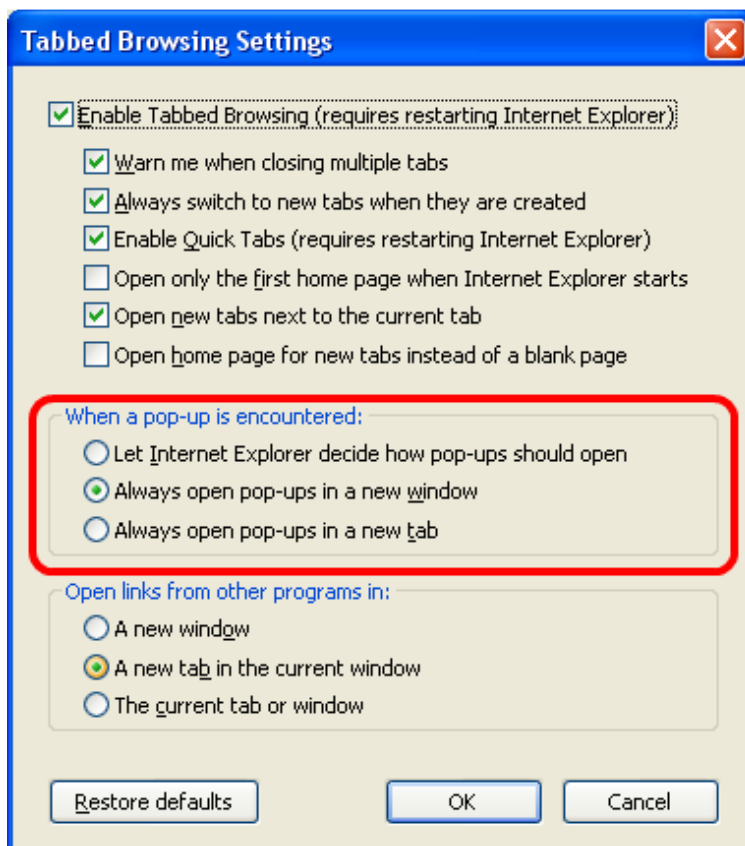 Tabbed Browsing Settings
Enable Tabbed Browsing (requires restarting Internet Explorer)
Warn me when closing multiple tabs
Always switch to new tabs when they are created
Enable Quick Tabs (requires restarting Internet Explorer)
Open only the first home page when Internet Explorer starts
Open new tabs next to the current tab
Open home page for new tabs instead of a blank page
When a pop-up is encountered:
Let Internet Explorer decide how pop-ups should open
Always open pop-ups in a new window
Always open pop-ups in a new tab
Open links from other programs in:
A new window
A new tab in the current window
The current tab or window
Restore defaults OK Cancel